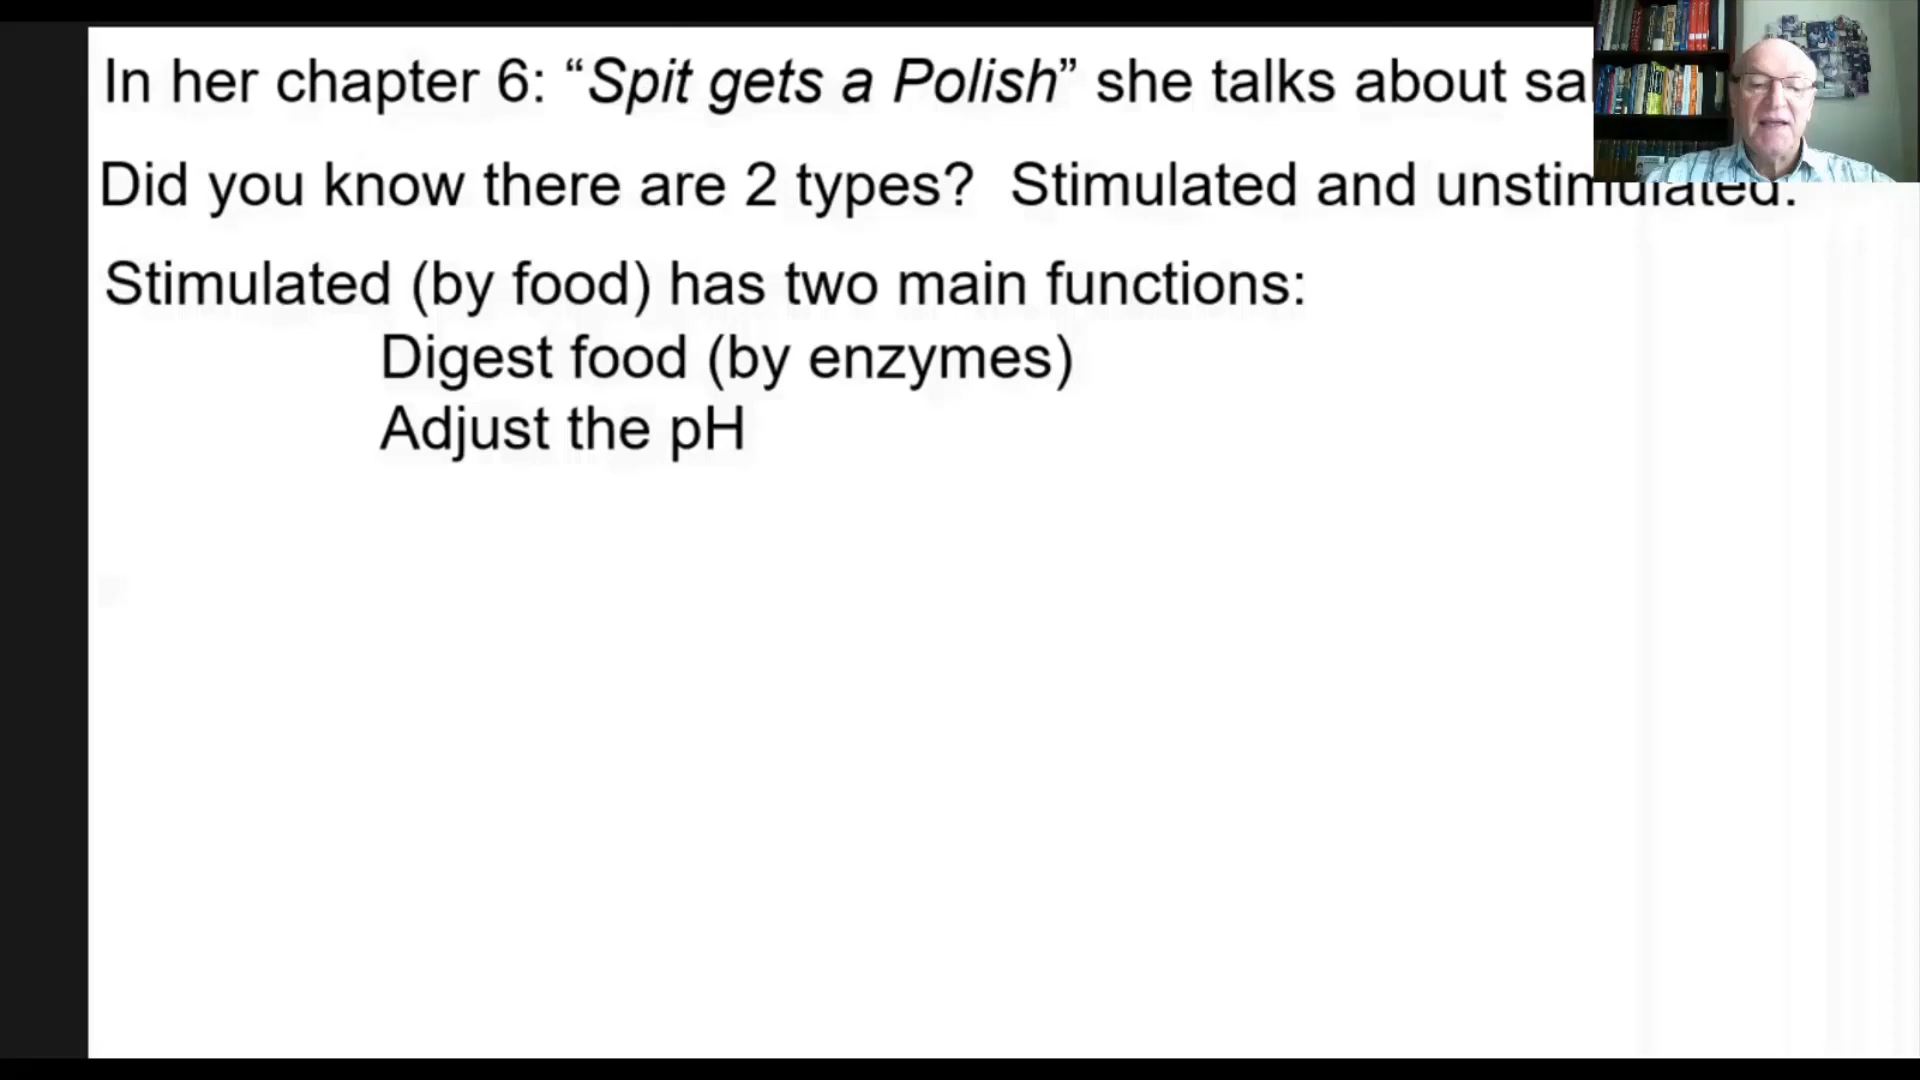 In her chapter 6: “Spit gets a Polish” she talks about
Did you know there are 2 types? Stimulated and unstimulated.
Stimulated (by food) has two main functions:
Digest food (by enzymes)
Adjust the pH